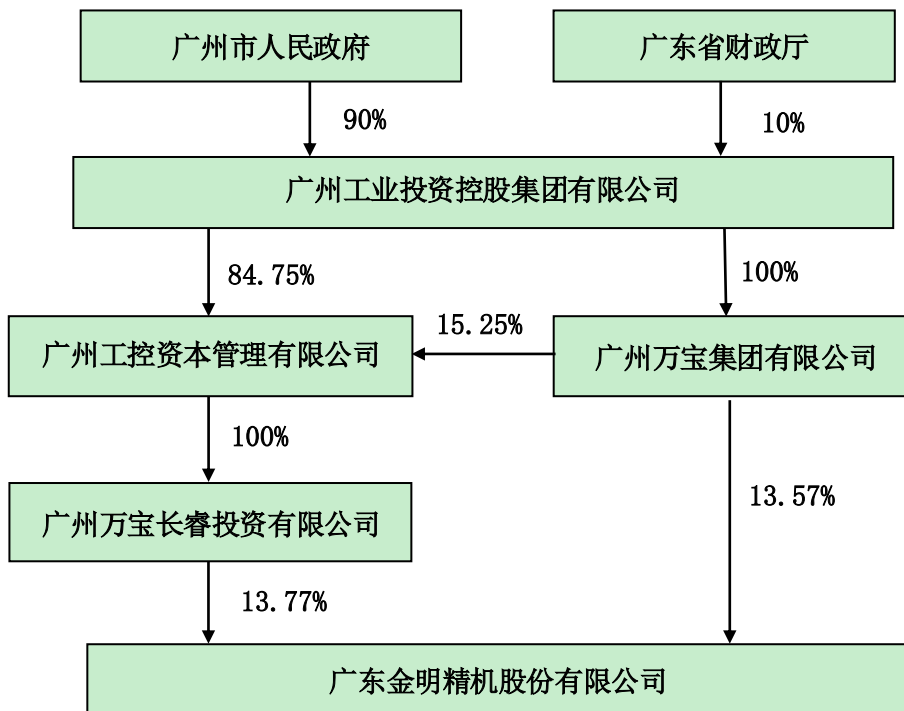 广州市人民政府
广东省财政厅
90%
10%
广州工业投资控股集团有限公司
84.75%
100%
15.25%
广州工控资本管理有限公司
广州万宝集团有限公司
100%
13.57%
广州万宝长睿投资有限公司
13.77%
广东金明精机股份有限公司